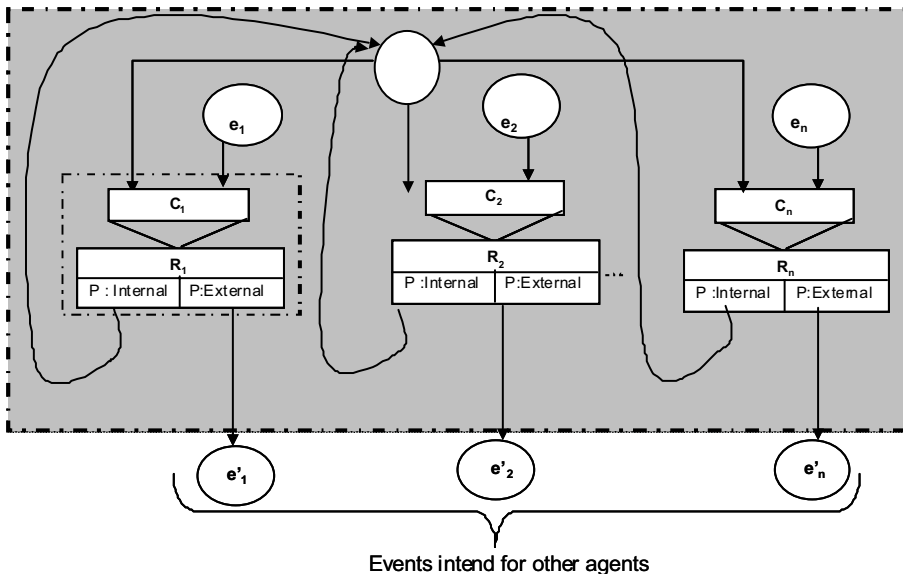 e1
e2
en
C1
C2
Cn
R1
P : Internal P:External
R2
P :Internal P:External
...
Rn
P :Internal P:External
e'1
e'2
e'n
Events intend for other agents